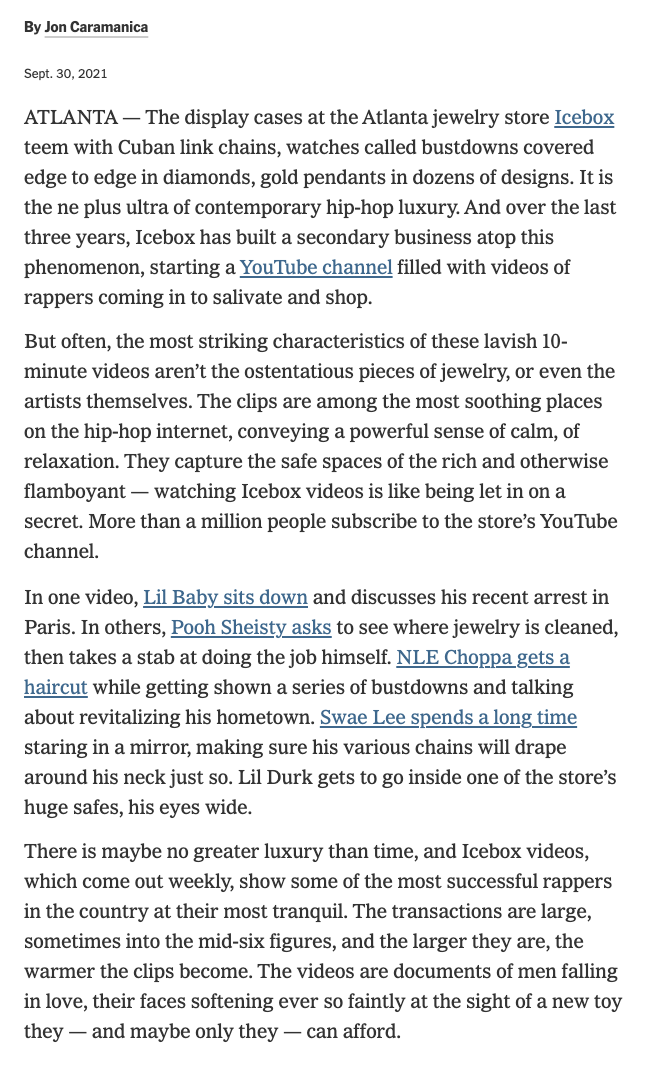 By Jon Caramanica
Sept. 30, 2021
ATLANTA — The display cases at the Atlanta jewelry store Icebox
teem with Cuban link chains, watches called bustdowns covered
edge to edge in diamonds, gold pendants in dozens of designs. It is
the ne plus ultra of contemporary hip-hop luxury. And over the last
three years, Icebox has built a secondary business atop this
phenomenon, starting a YouTube channel filled with videos of
rappers coming in to salivate and shop.
But often, the most striking characteristics of these lavish 10-
minute videos aren’t the ostentatious pieces of jewelry, or even the
artists themselves. The clips are among the most soothing places
on the hip-hop internet, conveying a powerful sense of calm, of
relaxation. They capture the safe spaces of the rich and otherwise
flamboyant — watching Icebox videos is like being let in on a
secret. More than a million people subscribe to the store’s YouTube
channel.
In one video, Lil Baby sits down and discusses his recent arrest in
Paris. In others, Pooh Sheisty asks to see where jewelry is cleaned,
then takes a stab at doing the job himself. NLE Choppa gets a
haircut while getting shown a series of bustdowns and talking
about revitalizing his hometown. Swae Lee spends a long time
staring in a mirror, making sure his various chains will drape
around his neck just so. Lil Durk gets to go inside one of the store’s
huge safes, his eyes wide.
There is maybe no greater luxury than time, and Icebox videos,
which come out weekly, show some of the most successful rappers
in the country at their most tranquil. The transactions are large,
sometimes into the mid-six figures, and the larger they are, the
warmer the clips become. The videos are documents of men falling
in love, their faces softening ever so faintly at the sight of a new toy
they — and maybe only they — can afford.